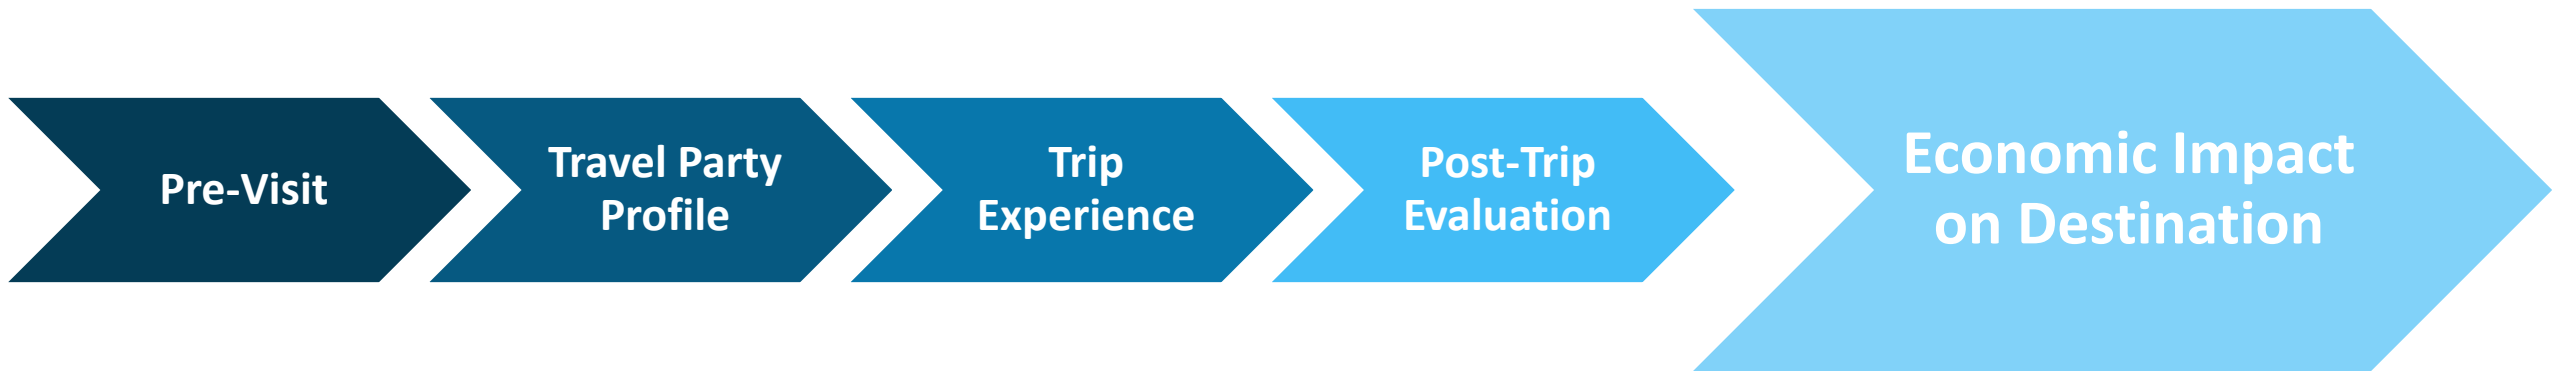 Pre-Visit
Travel Party
Profile
Trip
Experience
Post-Trip
Evaluation
Economic Impact
on Destination